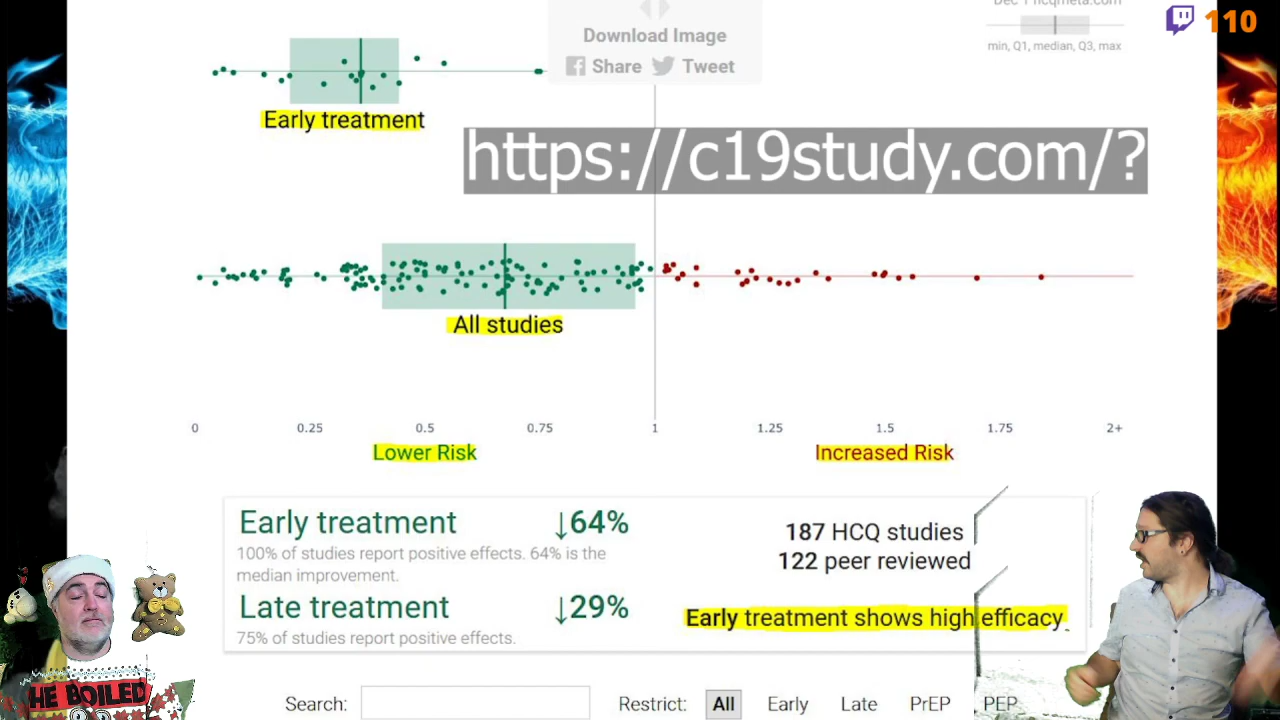 Dec 1 hcqmeta.com
110
Download Image
Share Tweet
min, Q1, median, Q3, max
Early treatment
https://c19study.com/?
All studies
0 0.25 0.5 0.75 1 1.25 1.5 1.75 2+
Lower Risk Increased Risk
Early treatment ↓64%
100% of studies report positive effects. 64% is the
median improvement.
187 HCQ studies
122 peer reviewed
Late treatment ↓29%
75% of studies report positive effects.
Early treatment shows high efficacy.
HE BOILED
Search: Restrict: All Early Late PrEP PEP